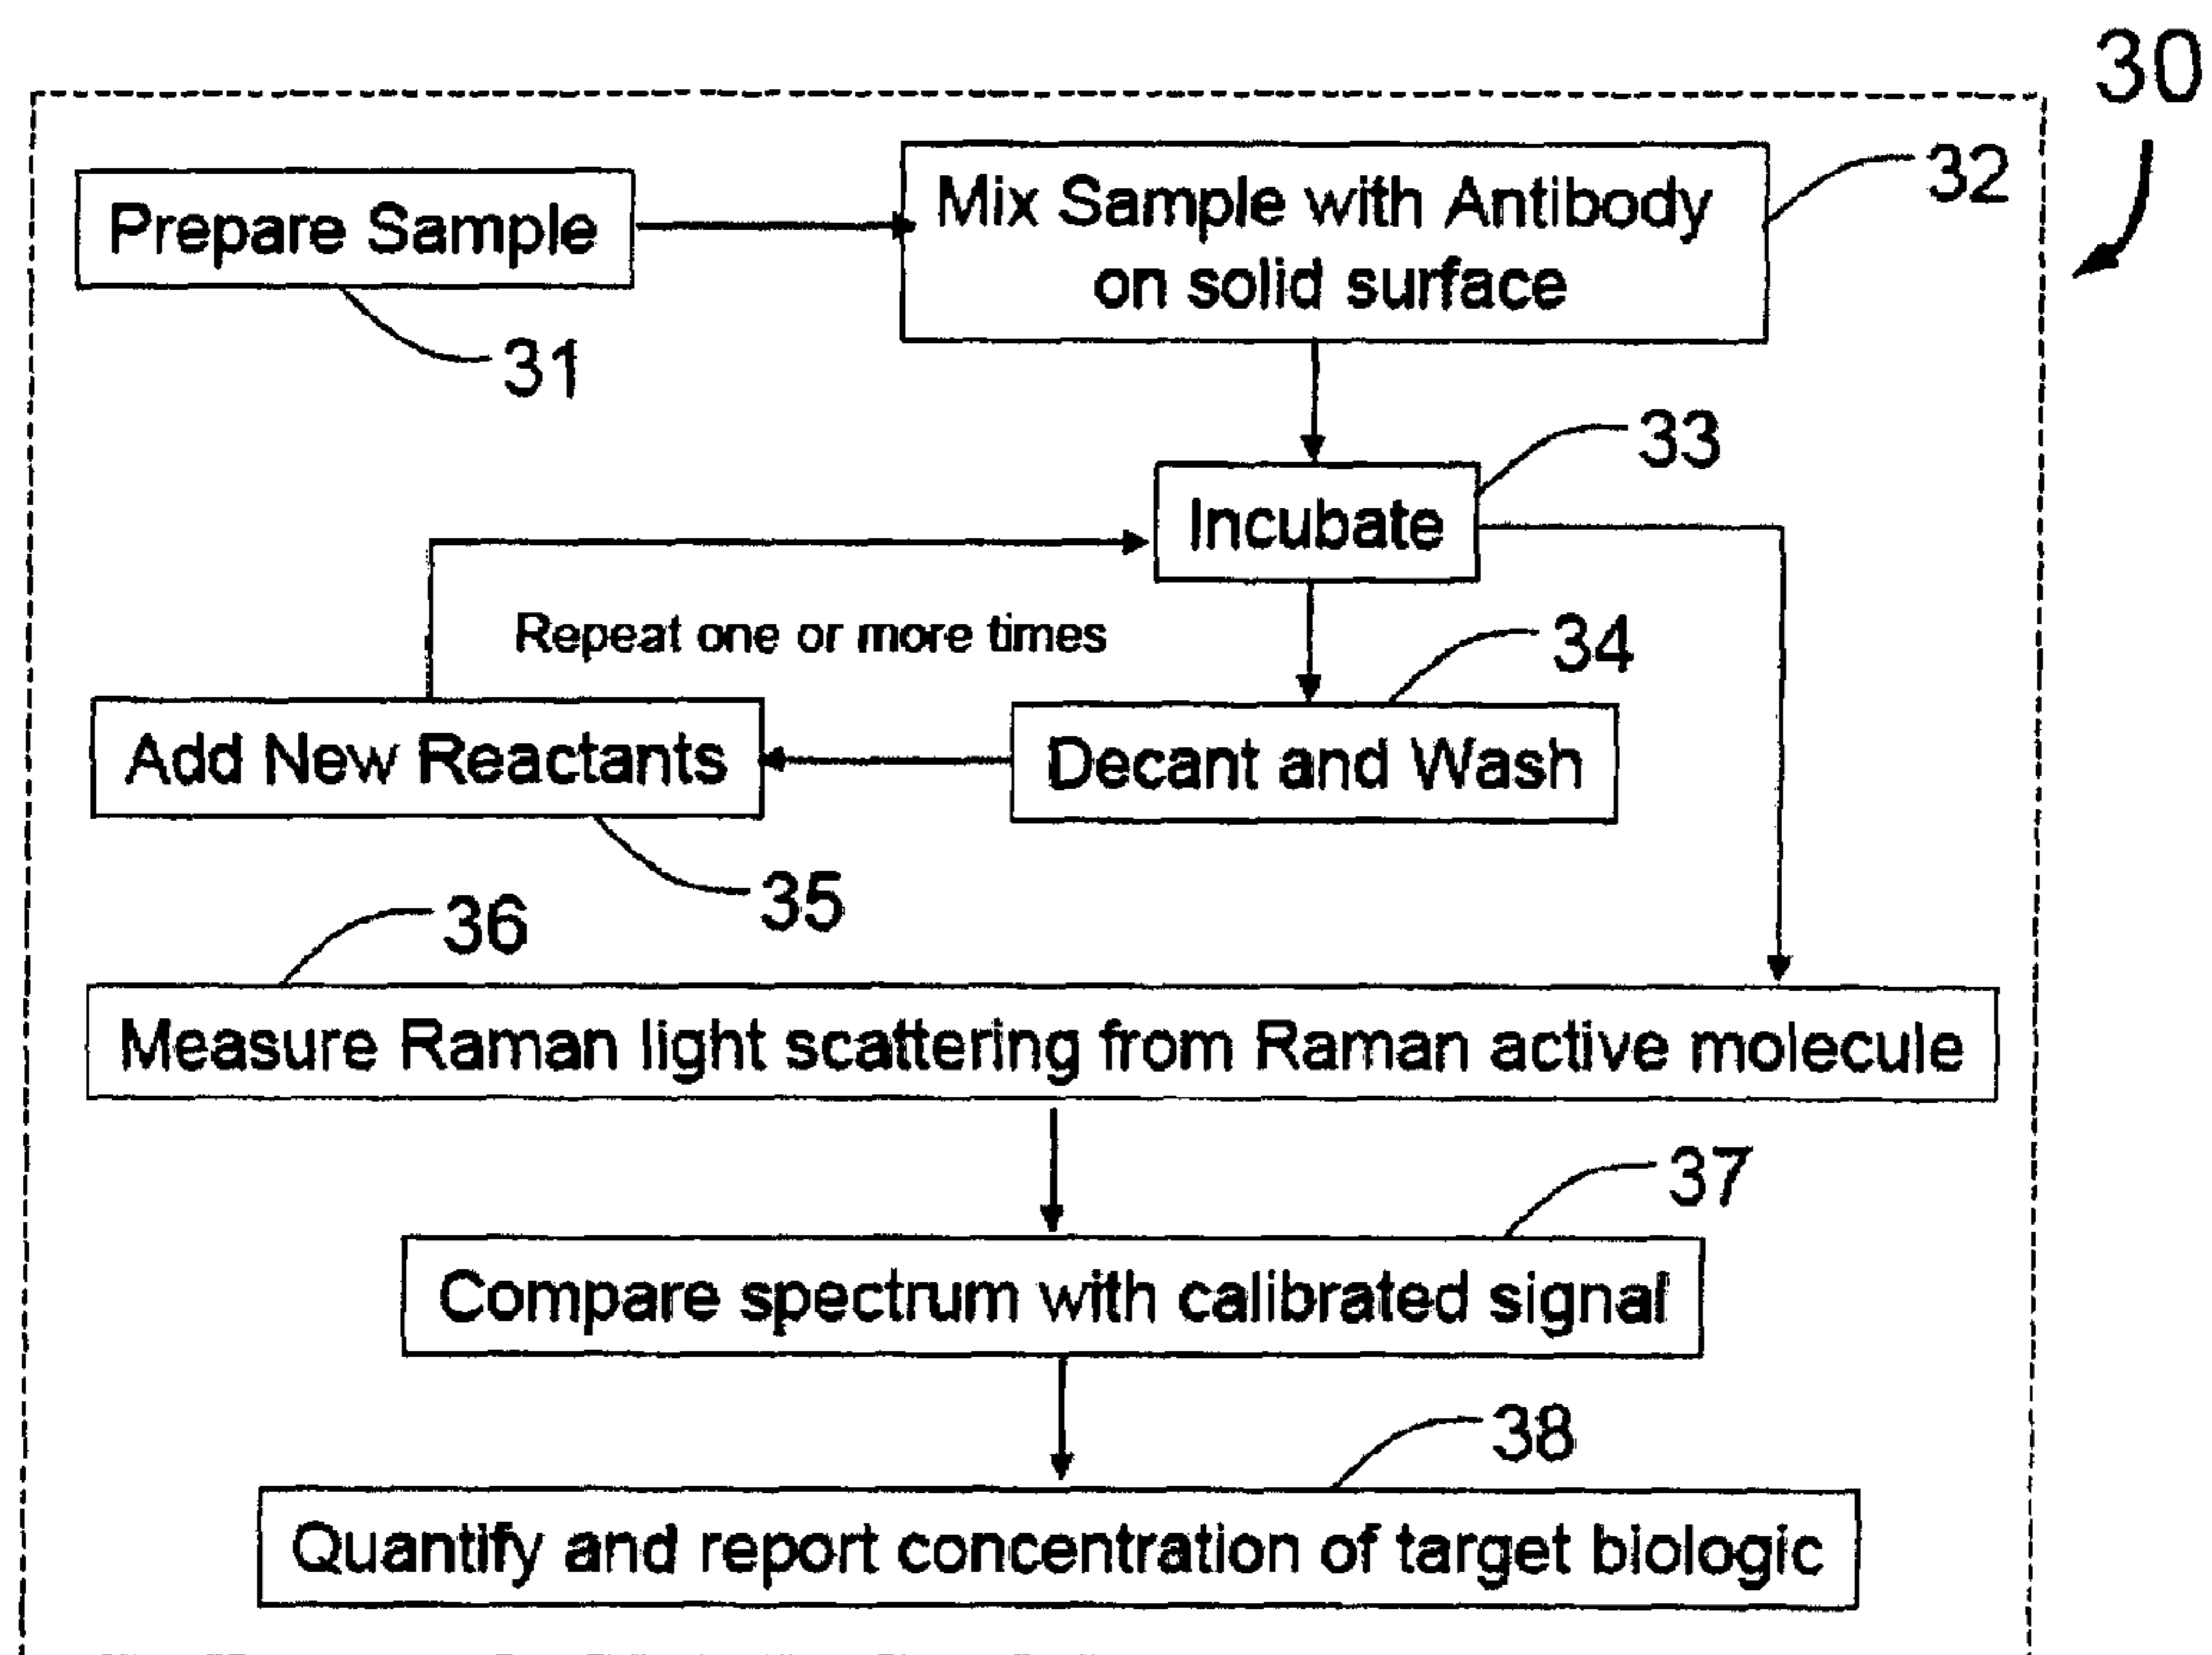 30
Prepare Sample
31
Mix Sample with Antibody
on solid surface
32
Incubate
33
Repeat one or more times
34
Decant and Wash
Add New Reactants
35
36
Measure Raman light scattering from Raman active molecule
37
Compare spectrum with calibrated signal
38
Quantify and report concentration of target biologic